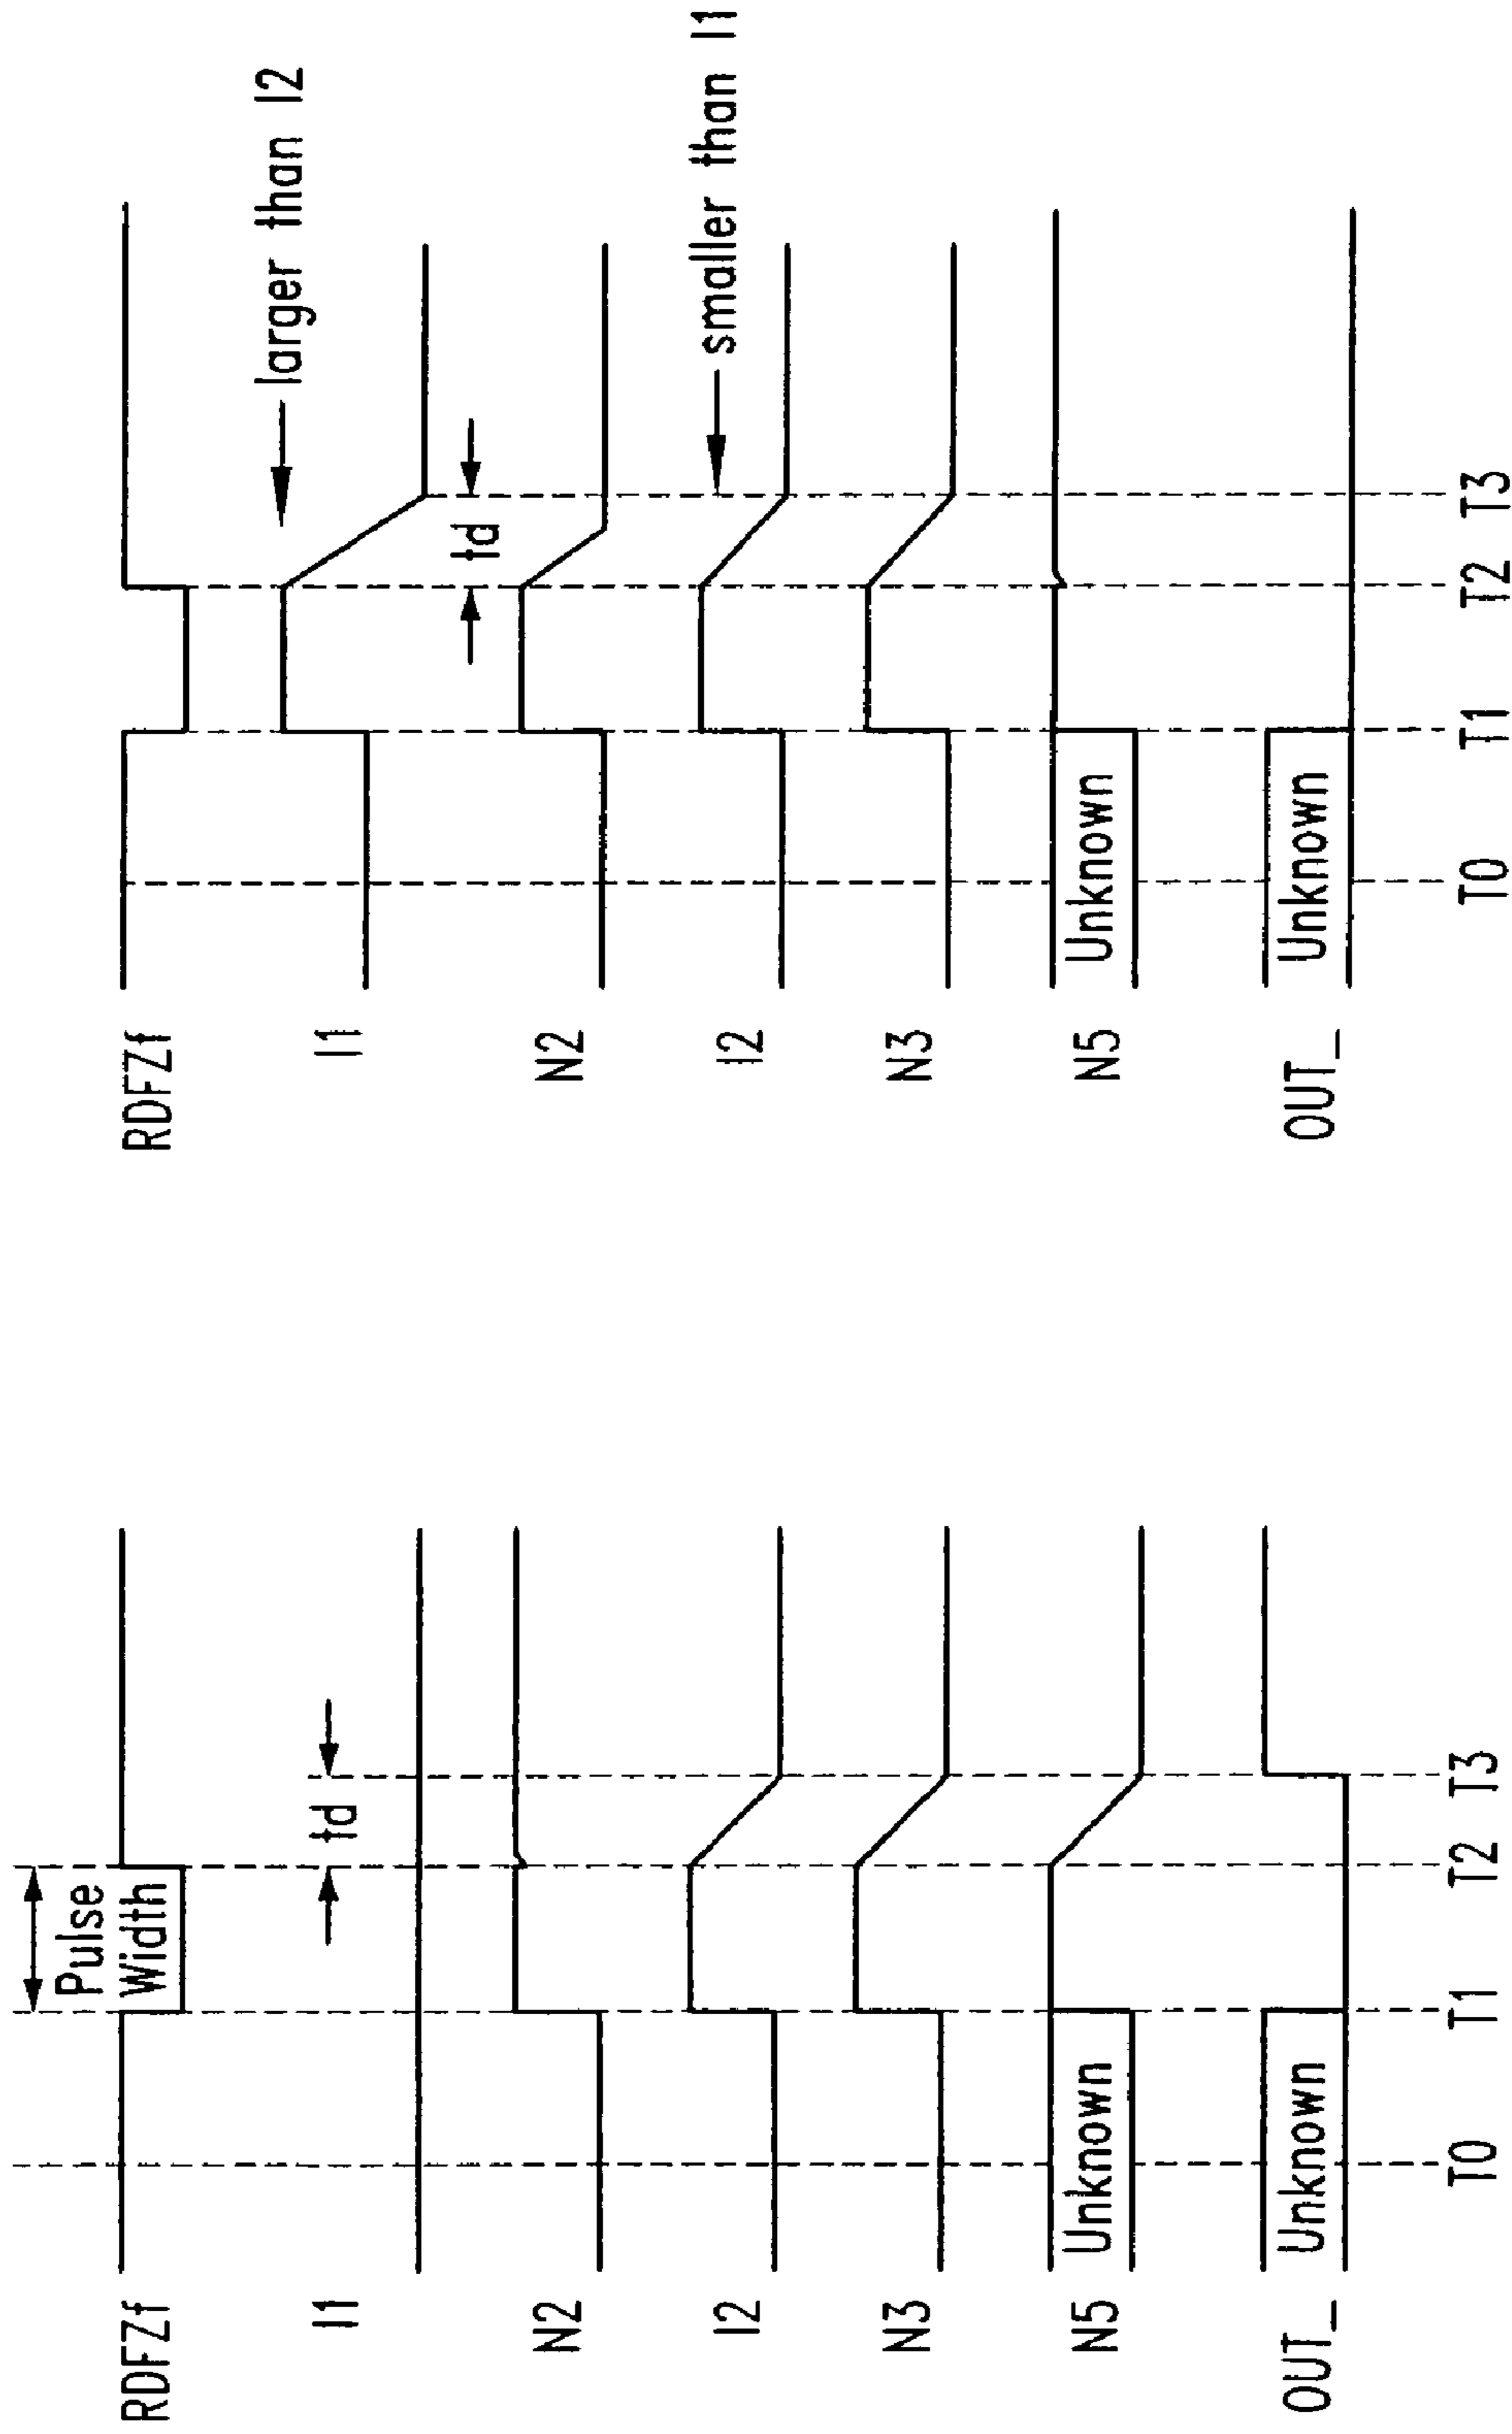 Pulse
Width
RDFZf
I1
td
N2
I2
N3
N5
Unknown
OUT_
Unknown
T0
T1
T2
T3
RDFZf
I1
larger than I2
td
N2
I2
smaller than I1
N3
N5
Unknown
OUT_
Unknown
T0
T1
T2
T3